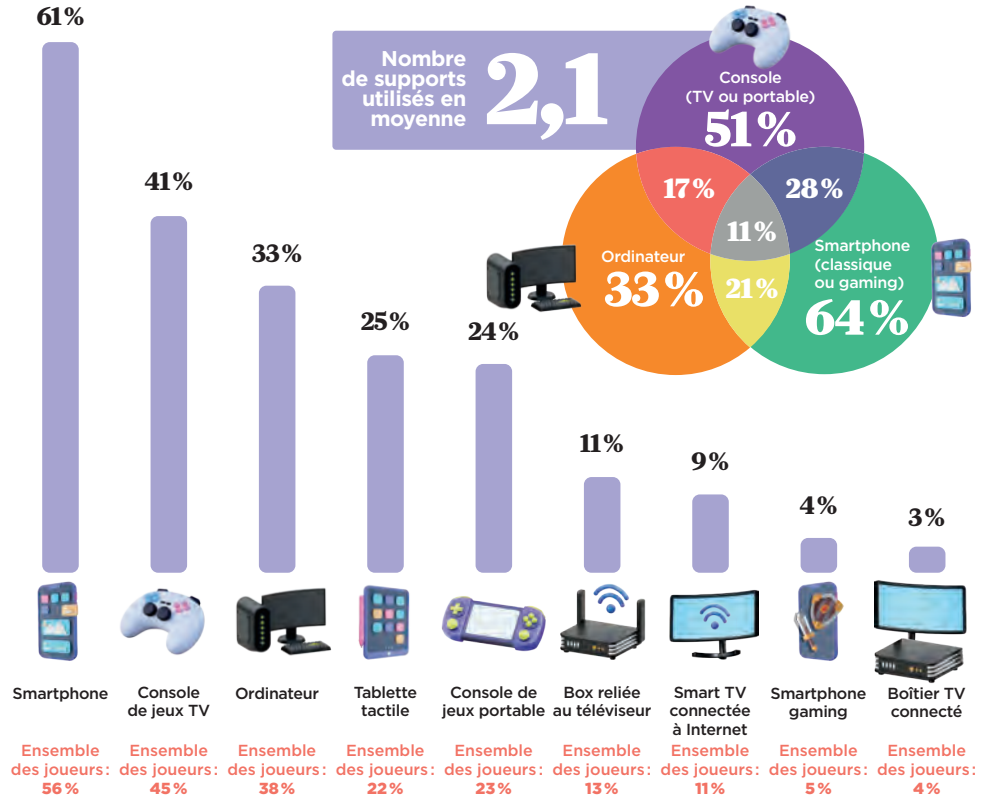 61%
41%
33%
25%
24%
11%
9%
4%
3%
Nombre
de supports
utilisés en
moyenne
2,1
Console
(TV ou portable)
51%
17%
28%
11%
Ordinateur
33%
21%
Smartphone
(classique
ou gaming)
64%
Smartphone
Console
de jeux TV
Ordinateur
Tablette
tactile
Console de
jeux portable
Box reliée
au téléviseur
Smart TV
connectée
à Internet
Smartphone
gaming
Boîtier TV
connecté
Ensemble
des joueurs :
56 %
Ensemble
des joueurs :
45 %
Ensemble
des joueurs :
38 %
Ensemble
des joueurs :
22 %
Ensemble
des joueurs :
23 %
Ensemble
des joueurs :
13 %
Ensemble
des joueurs :
11 %
Ensemble
des joueurs :
5 %
Ensemble
des joueurs :
4 %